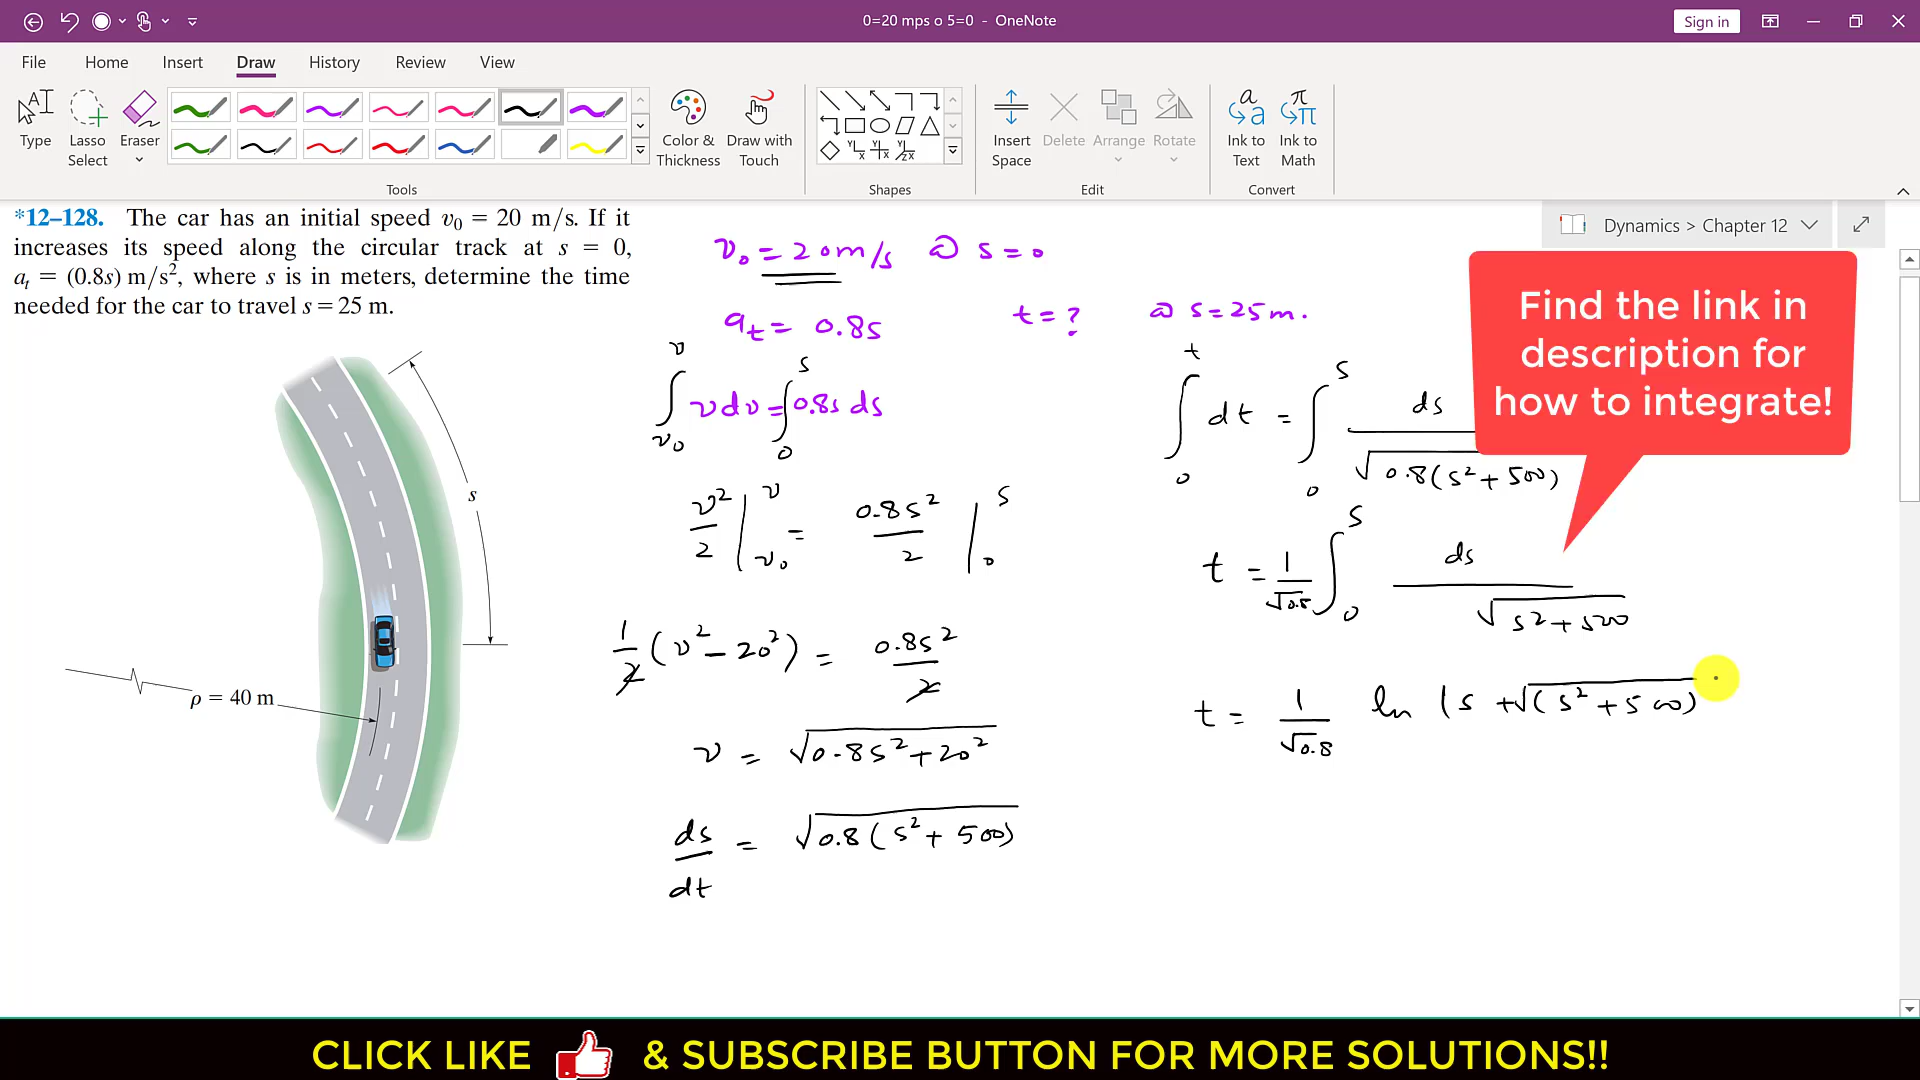 0=20 mps o 5=0 - OneNote
Sign in
File Home Insert Draw History Review View
Type
Lasso Select
Eraser
Color & Thickness
Draw with Touch
Insert Space
Delete
Arrange
Rotate
Ink to Text
Ink to Math
Tools
Shapes
Edit
Convert
Dynamics > Chapter 12
*12–128. The car has an initial speed v₀ = 20 m/s. If it
increases its speed along the circular track at s = 0,
aₜ = (0.8s) m/s², where s is in meters, determine the time
needed for the car to travel s = 25 m.
s
ρ = 40 m
v₀ = 20 m/s @ s = 0
aₜ = 0.8s t = ? @ s = 25 m.
∫_{v₀}^{v} v dv = ∫_{0}^{s} 0.8s ds
v²/2 |_{v₀}^{v} = 0.8s²/2 |_{0}^{s}
1/2 (v² – 20²) = 0.8s²/2
v = √(0.8s² + 20²)
ds/dt = √(0.8(s² + 500))
∫_{0}^{t} dt = ∫_{0}^{s} ds/√(0.8(s² + 500))
t = 1/√0.8 ∫_{0}^{s} ds/√(s² + 500)
t = 1/√0.8 ln (s + √(s² + 500)
Find the link in
description for
how to integrate!
CLICK LIKE & SUBSCRIBE BUTTON FOR MORE SOLUTIONS!!